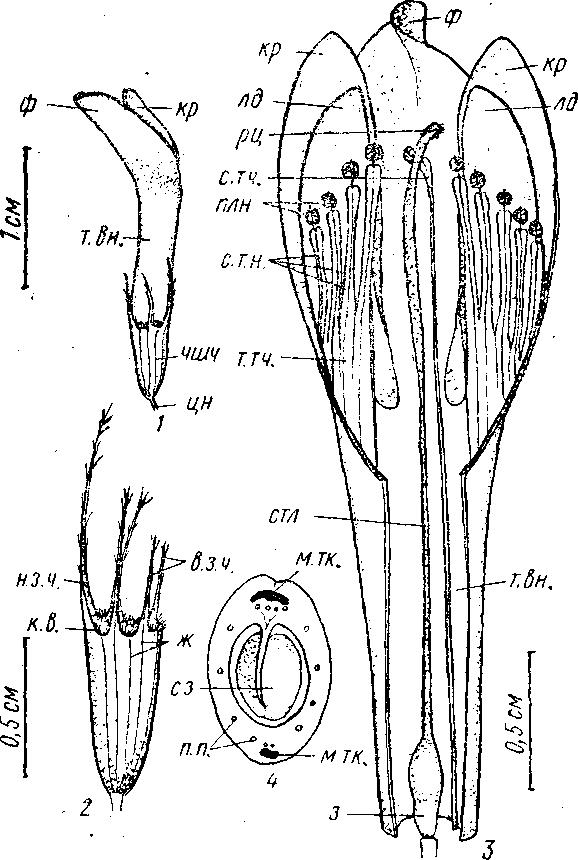 ф
кр
1 см
т.вн.
чшч
цн
1
ф
кр
кр
лд
лд
рц
с.тч.
плн
с.т.н.
т.тч.
стл
т.вн.
з
0,5 см
3
н.з.ч.
в.з.ч.
к.в.
ж
0,5 см
2
м.тк.
сз
п.п.
м.тк.
4